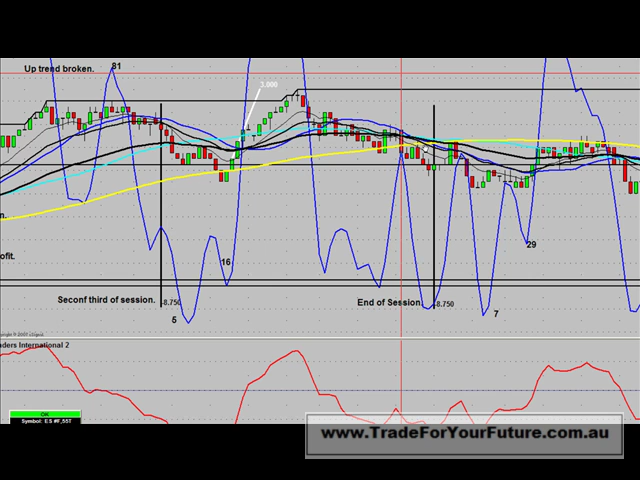 Up trend broken.
81
3.000
n.
ofit.
16
29
Seconf third of session.
-8.750
End of Session.
-8.750
5
7
aders International 2
OK
Symbol: ES #F,55T
www.TradeForYourFuture.com.au